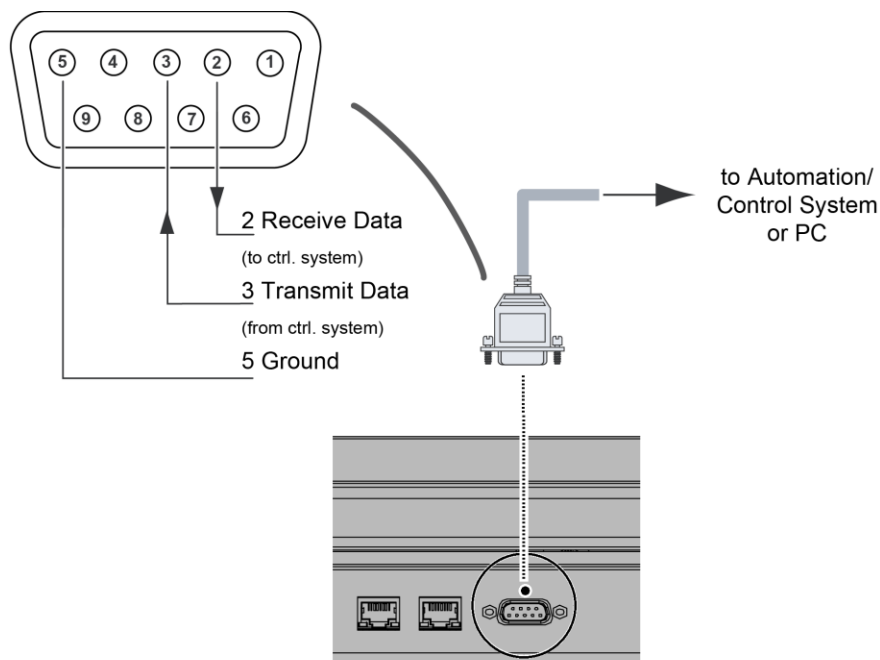 5 4 3 2 1
9 8 7 6
2 Receive Data
(to ctrl. system)
3 Transmit Data
(from ctrl. system)
5 Ground
to Automation/
Control System
or PC